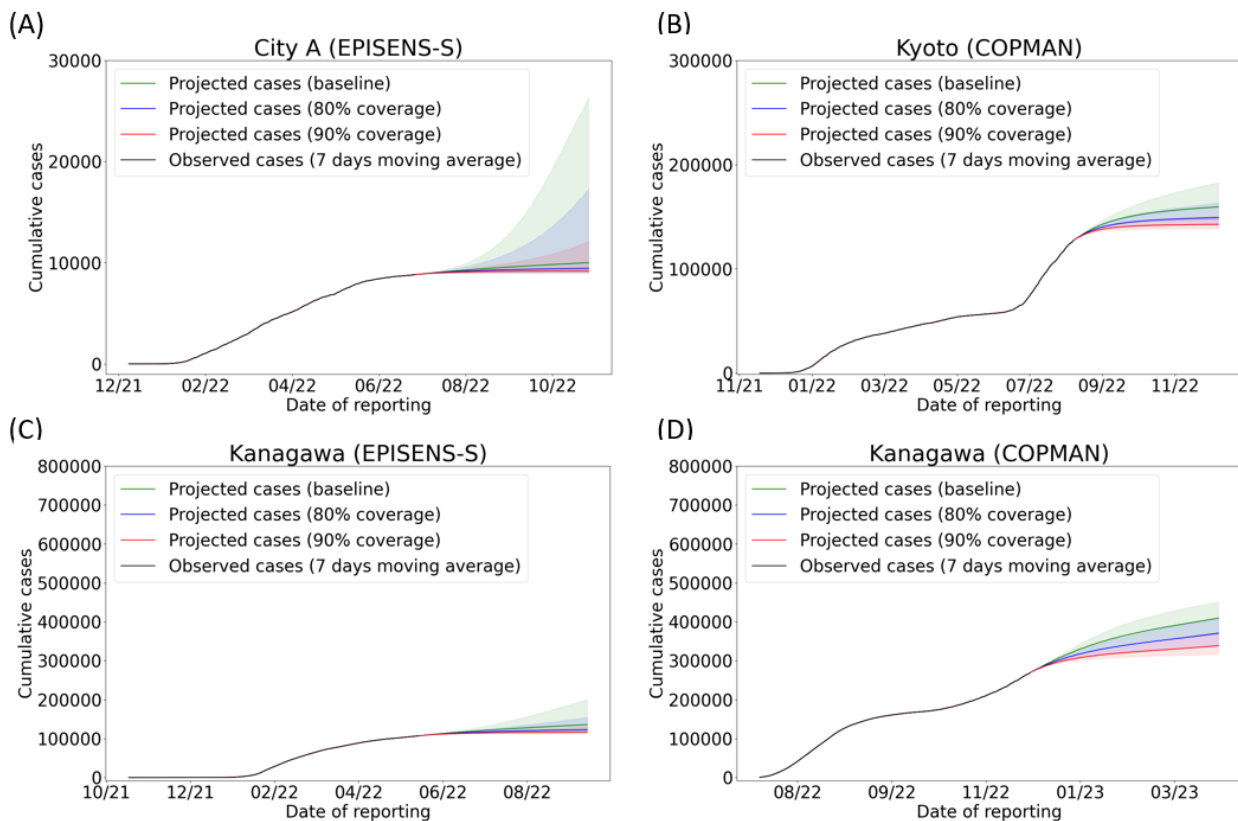 (A)
City A (EPISENS-S)
30000
20000
10000
0
Cumulative cases
Projected cases (baseline)
Projected cases (80% coverage)
Projected cases (90% coverage)
Observed cases (7 days moving average)
12/21 02/22 04/22 06/22 08/22 10/22
Date of reporting
(B)
Kyoto (COPMAN)
300000
200000
100000
0
Cumulative cases
Projected cases (baseline)
Projected cases (80% coverage)
Projected cases (90% coverage)
Observed cases (7 days moving average)
11/21 01/22 03/22 05/22 07/22 09/22 11/22
Date of reporting
(C)
Kanagawa (EPISENS-S)
800000
700000
600000
500000
400000
300000
200000
100000
0
Cumulative cases
Projected cases (baseline)
Projected cases (80% coverage)
Projected cases (90% coverage)
Observed cases (7 days moving average)
10/21 12/21 02/22 04/22 06/22 08/22
Date of reporting
(D)
Kanagawa (COPMAN)
800000
700000
600000
500000
400000
300000
200000
100000
0
Cumulative cases
Projected cases (baseline)
Projected cases (80% coverage)
Projected cases (90% coverage)
Observed cases (7 days moving average)
08/22 09/22 11/22 01/23 03/23
Date of reporting